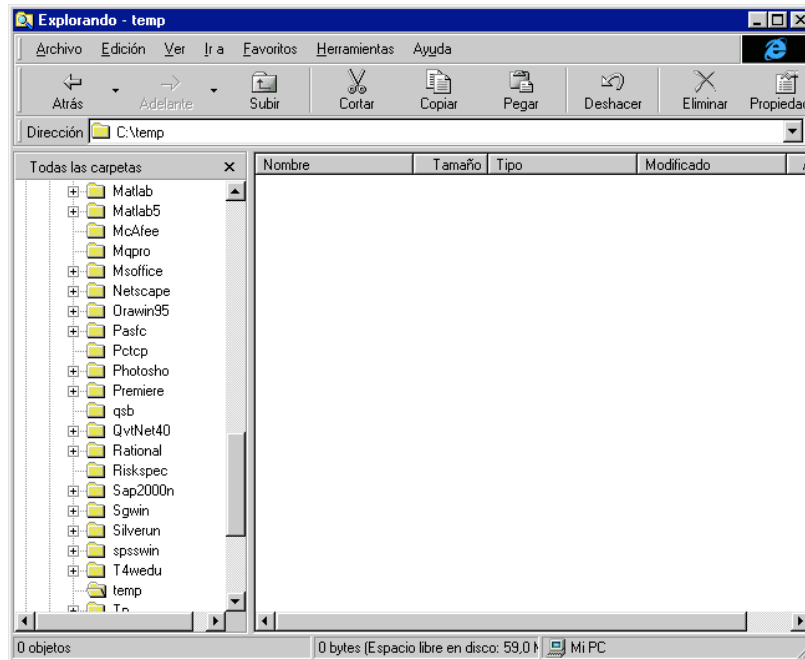 Explorando - temp
Archivo Edición Ver Ir a Favoritos Herramientas Ayuda
Atrás Adelante Subir Cortar Copiar Pegar Deshacer Eliminar Propiedad
Dirección C:\temp
Todas las carpetas
Nombre Tamaño Tipo Modificado
Matlab
Matlab5
McAfee
Mqpro
Msoffice
Netscape
Orawin95
Pasfc
Pctcp
Photosho
Premiere
qsb
QvtNet40
Rational
Riskspec
Sap2000n
Sgwin
Silverun
spsswin
T4wedu
temp
0 objetos 0 bytes (Espacio libre en disco: 59,0 Mi PC